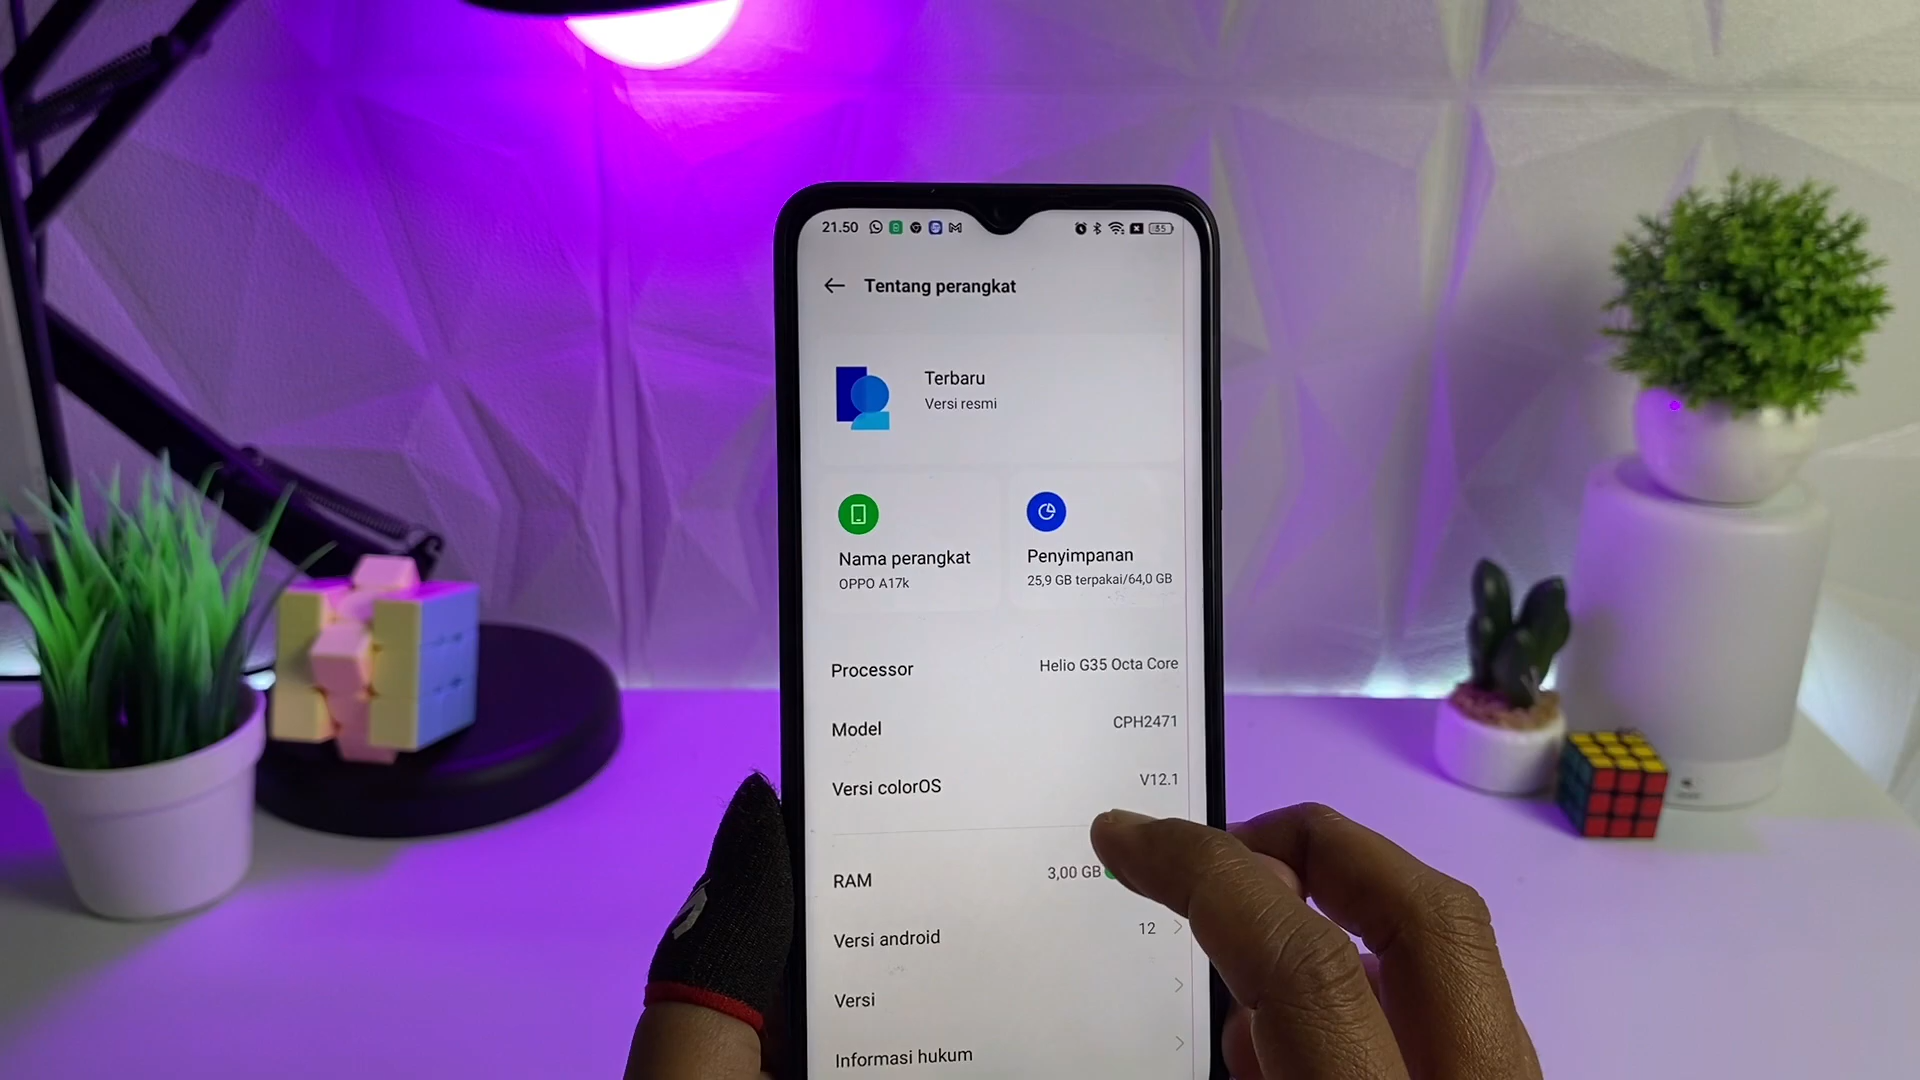 21.50
35
Tentang perangkat
Terbaru
Versi resmi
Nama perangkat
OPPO A17k
Penyimpanan
25,9 GB terpakai/64,0 GB
Processor Helio G35 Octa Core
Model CPH2471
Versi colorOS V12.1
RAM 3,00 GB
Versi android 12
Versi
Informasi hukum